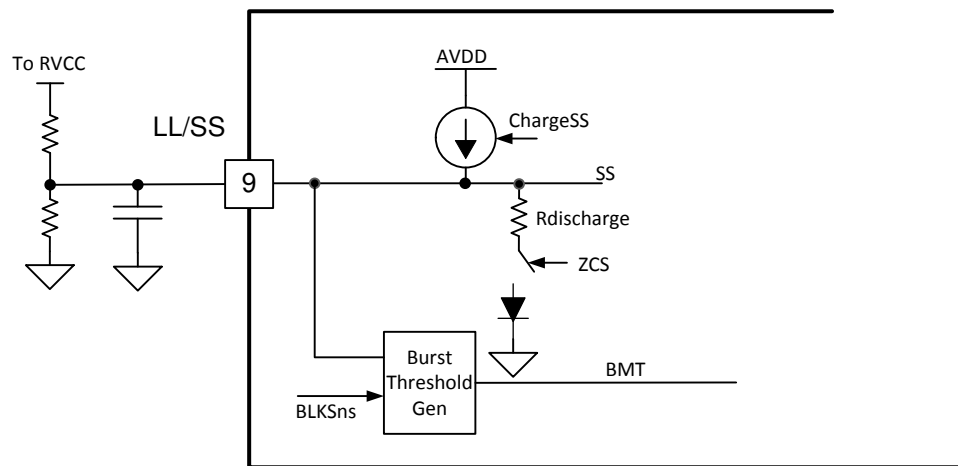 To RVCC
LL/SS
9
AVDD
ChargeSS
SS
Rdischarge
ZCS
Burst
Threshold
Gen
BLKSns
BMT